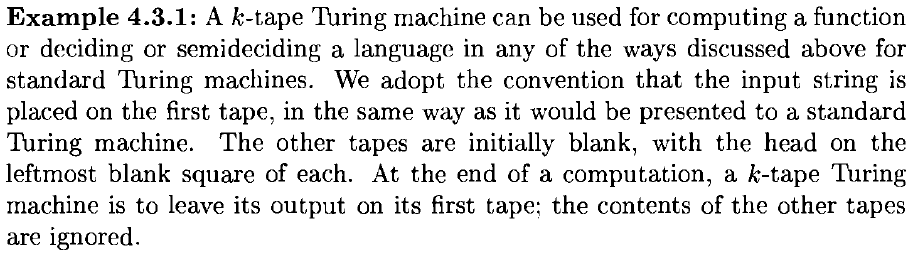 Example 4.3.1: A k-tape Turing machine can be used for computing a function
or deciding or semideciding a language in any of the ways discussed above for
standard Turing machines. We adopt the convention that the input string is
placed on the first tape, in the same way as it would be presented to a standard
Turing machine. The other tapes are initially blank, with the head on the
leftmost blank square of each. At the end of a computation, a k-tape Turing
machine is to leave its output on its first tape; the contents of the other tapes
are ignored.